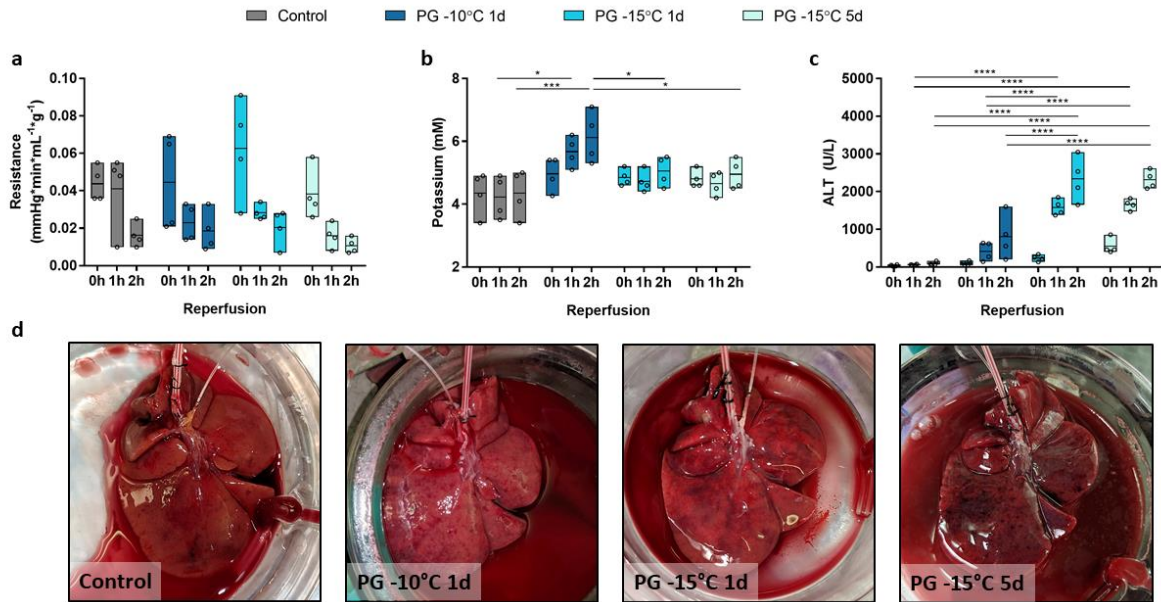 Control PG -10°C 1d PG -15°C 1d PG -15°C 5d
a
0.10
0.08
0.06
0.04
0.02
0.00
Resistance
(mmHg*min*mL⁻¹*g⁻¹)
0h 1h 2h 0h 1h 2h 0h 1h 2h 0h 1h 2h
Reperfusion
b
8
6
4
2
Potassium (mM)
* *
*** *
0h 1h 2h 0h 1h 2h 0h 1h 2h 0h 1h 2h
Reperfusion
c
5000
4000
3000
2000
1000
0
ALT (U/L)
****
****
****
****
****
****
****
****
0h 1h 2h 0h 1h 2h 0h 1h 2h 0h 1h 2h
Reperfusion
d
Control
PG -10°C 1d
PG -15°C 1d
PG -15°C 5d